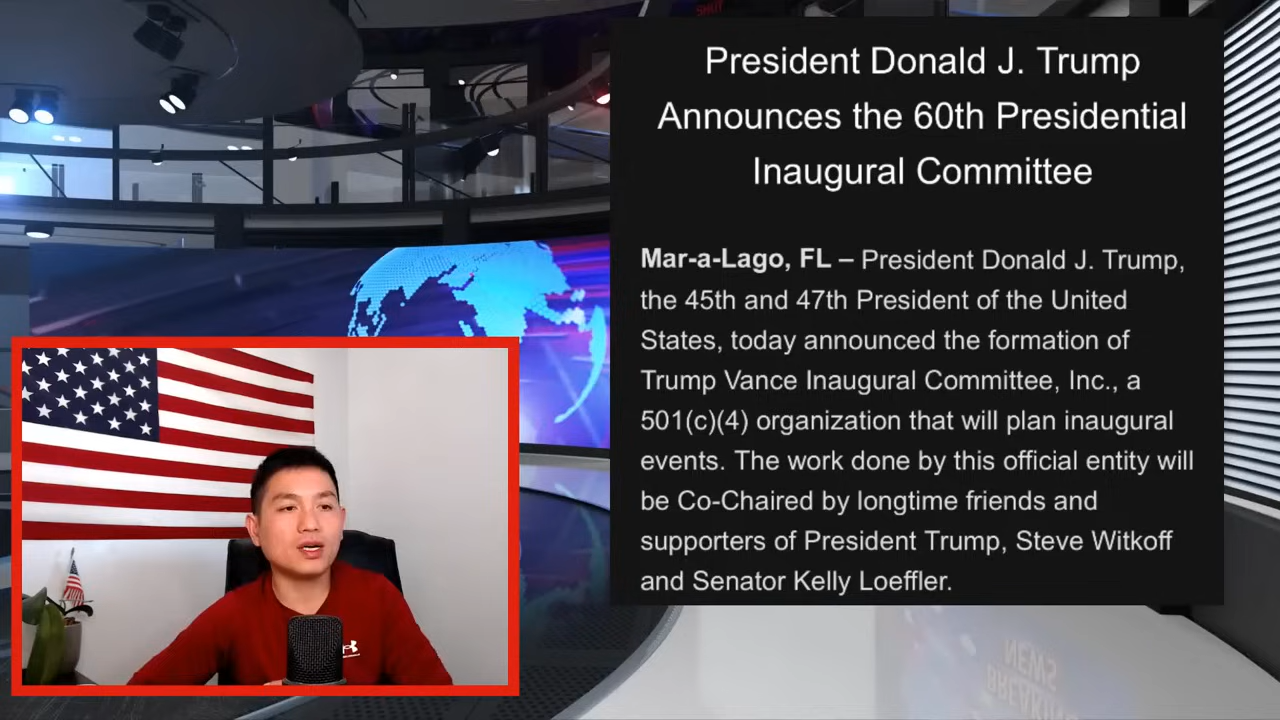 President Donald J. Trump
Announces the 60th Presidential
Inaugural Committee
Mar-a-Lago, FL – President Donald J. Trump,
the 45th and 47th President of the United
States, today announced the formation of
Trump Vance Inaugural Committee, Inc., a
501(c)(4) organization that will plan inaugural
events. The work done by this official entity will
be Co-Chaired by longtime friends and
supporters of President Trump, Steve Witkoff
and Senator Kelly Loeffler.
NEWS